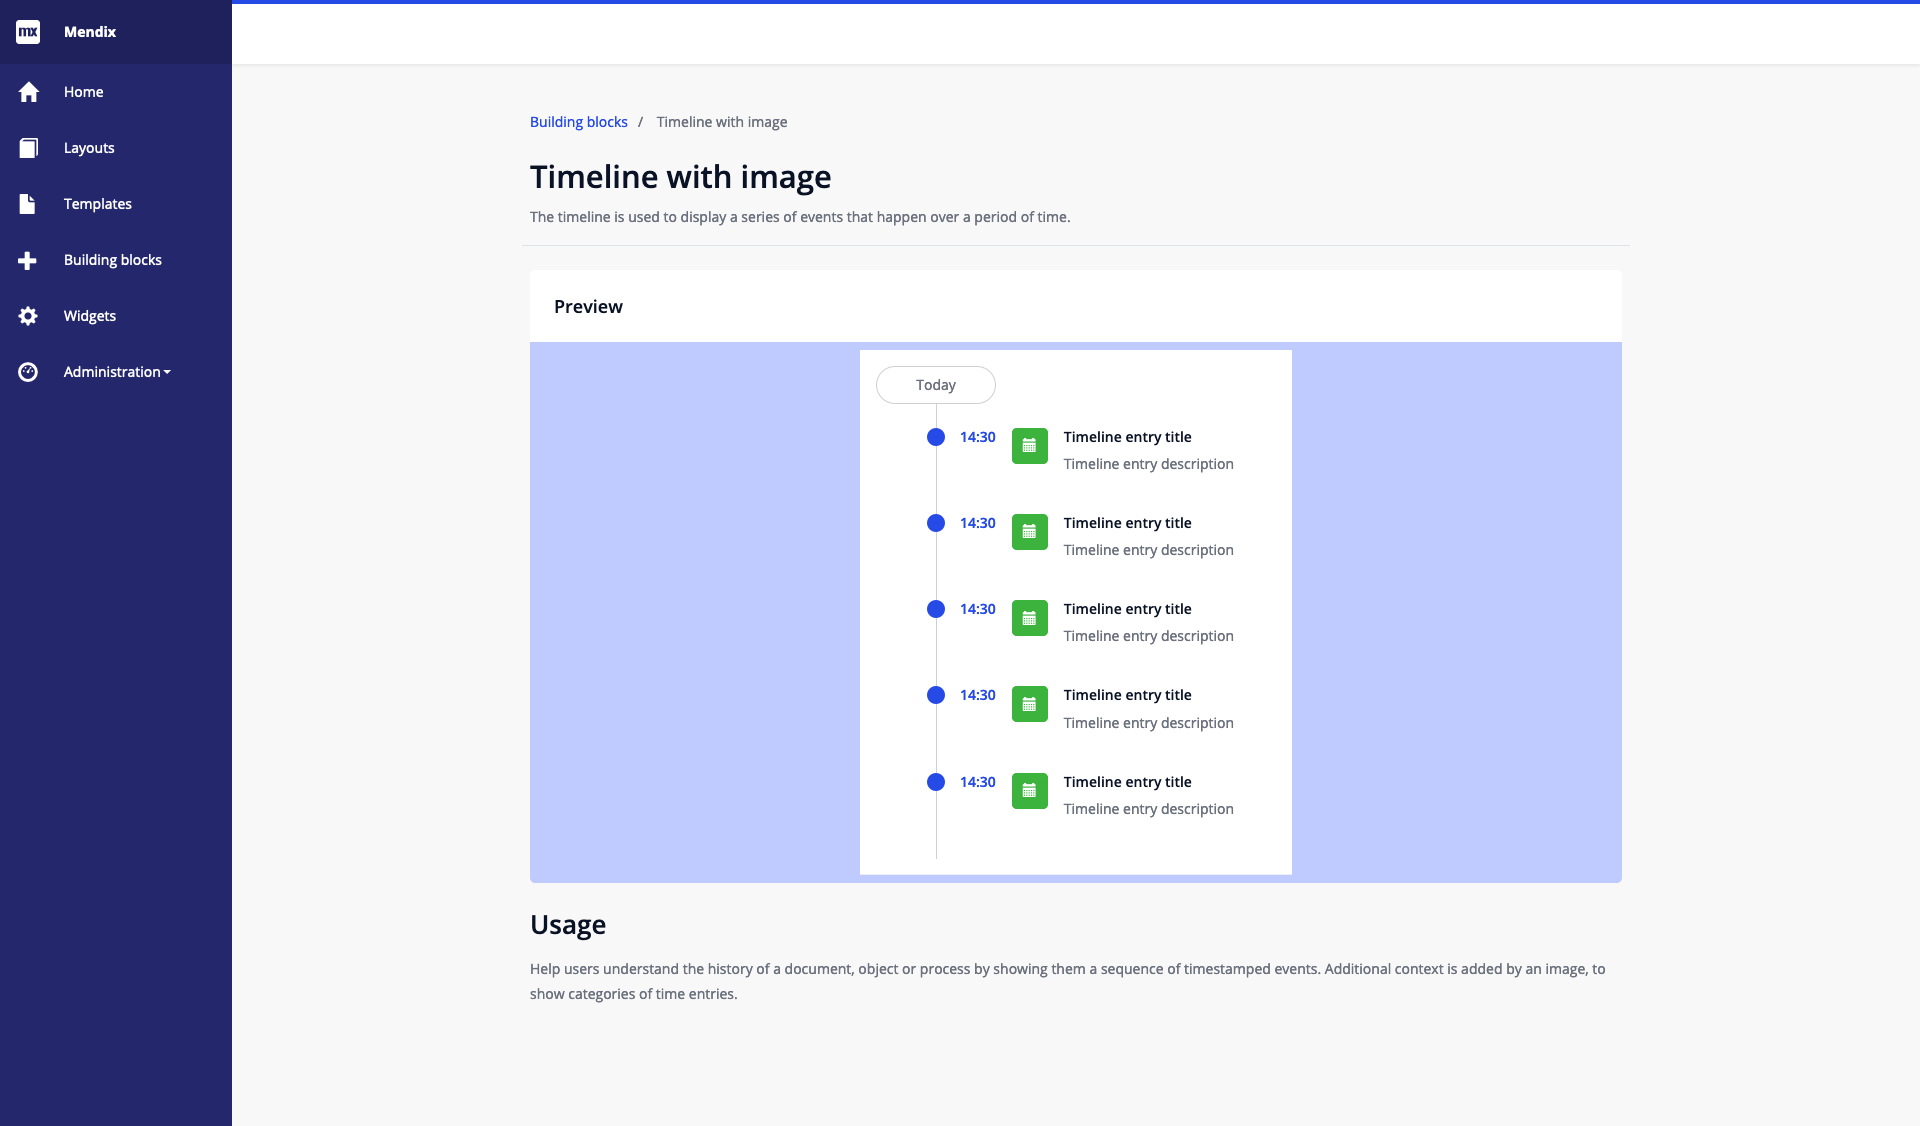 mx Mendix
Home
Layouts
Templates
Building blocks
Widgets
Administration
Building blocks / Timeline with image
Timeline with image
The timeline is used to display a series of events that happen over a period of time.
Preview
Today
14:30 Timeline entry title
Timeline entry description
14:30 Timeline entry title
Timeline entry description
14:30 Timeline entry title
Timeline entry description
14:30 Timeline entry title
Timeline entry description
14:30 Timeline entry title
Timeline entry description
Usage
Help users understand the history of a document, object or process by showing them a sequence of timestamped events. Additional context is added by an image, to
show categories of time entries.